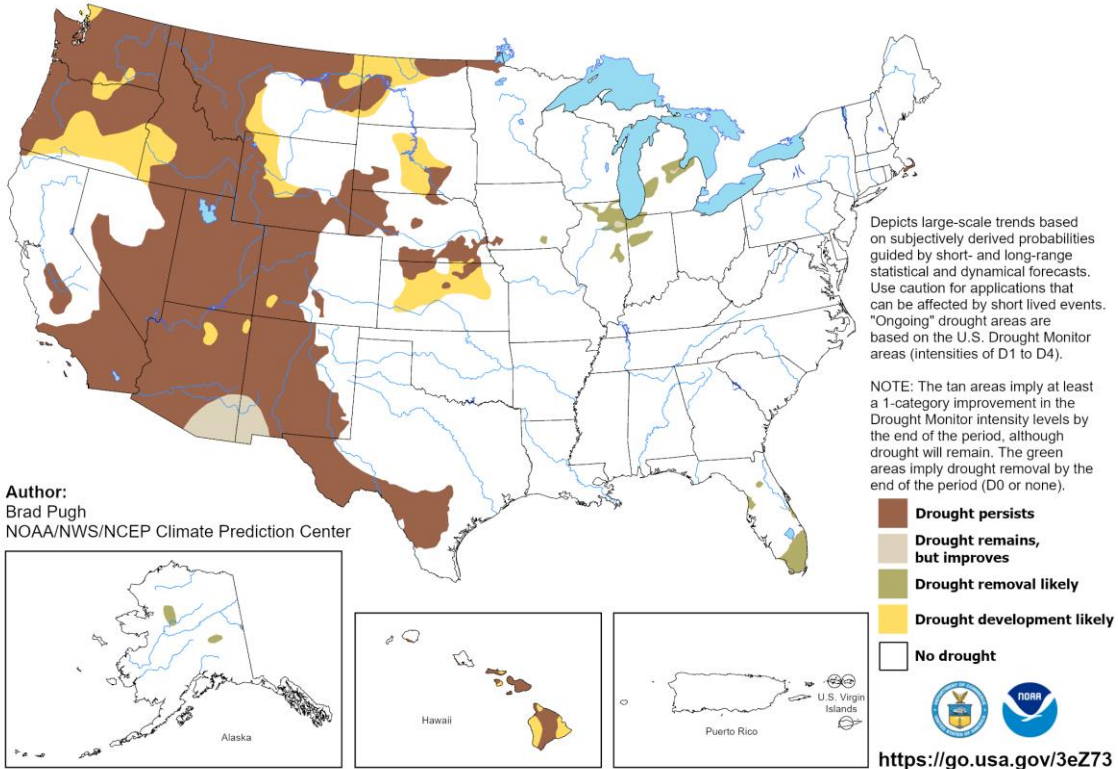 Depicts large-scale trends based
on subjectively derived probabilities
guided by short- and long-range
statistical and dynamical forecasts.
Use caution for applications that
can be affected by short lived events.
"Ongoing" drought areas are
based on the U.S. Drought Monitor
areas (intensities of D1 to D4).
NOTE: The tan areas imply at least
a 1-category improvement in the
Drought Monitor intensity levels by
the end of the period, although
drought will remain. The green
areas imply drought removal by the
end of the period (D0 or none).
Author:
Brad Pugh
NOAA/NWS/NCEP Climate Prediction Center
Drought persists
Drought remains,
but improves
Drought removal likely
Drought development likely
No drought
Alaska
Hawaii
Puerto Rico
U.S. Virgin
Islands
NOAA
https://go.usa.gov/3eZ73